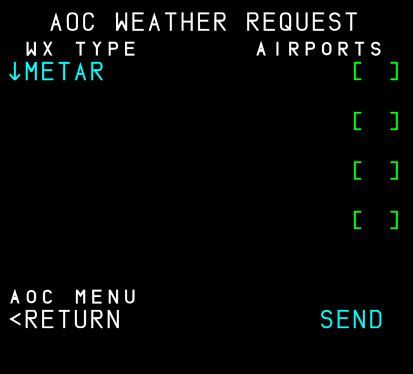 AOC WEATHER REQUEST
WX TYPE AIRPORTS
↓METAR [ ]
[ ]
[ ]
[ ]
AOC MENU
<RETURN SEND